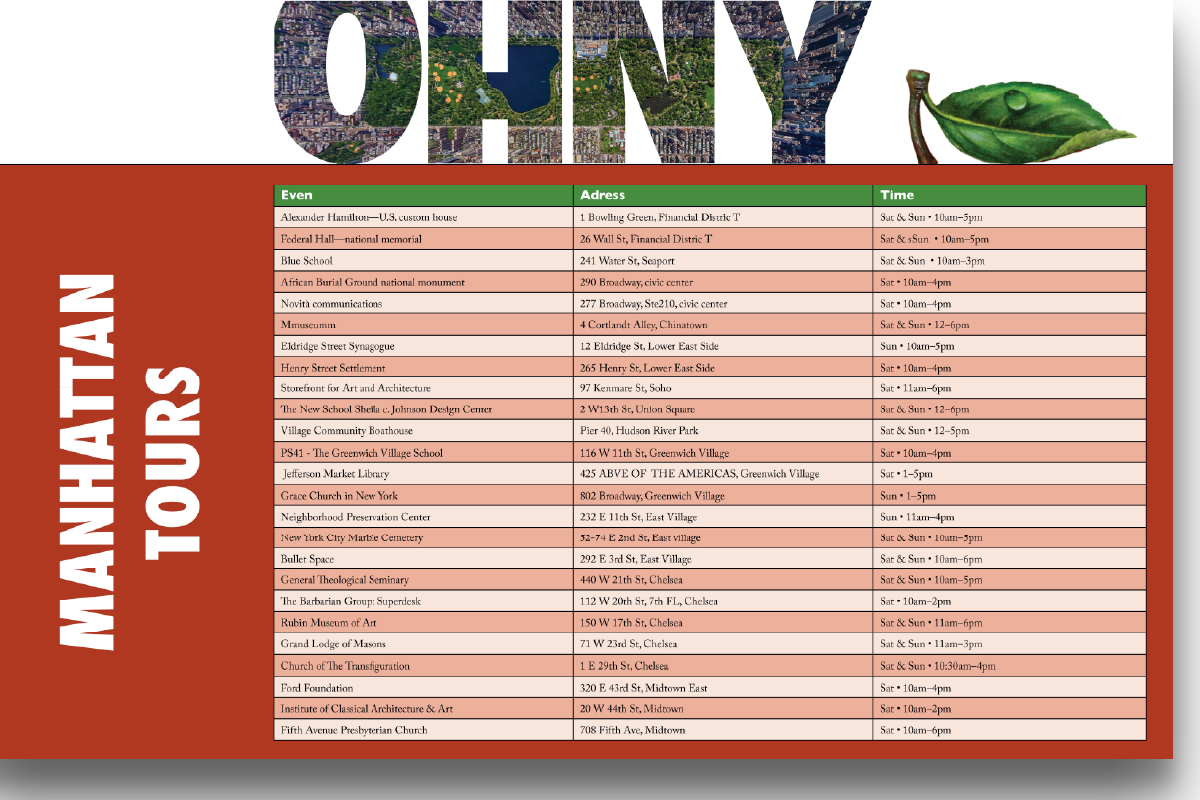 OHNY
MANHATTAN
TOURS
Even Adress Time
Alexander Hamilton—U.S. custom house 1 Bowling Green, Financial Distric T Sat & Sun • 10am–5pm
Federal Hall—national memorial 26 Wall St, Financial Distric T Sat & sSun • 10am–5pm
Blue School 241 Water St, Seaport Sat & Sun • 10am–3pm
African Burial Ground national monument 290 Broadway, civic center Sat • 10am–4pm
Novità communications 277 Broadway, Ste210, civic center Sat • 10am–4pm
Mmuseumm 4 Cortlandt Alley, Chinatown Sat & Sun • 12–6pm
Eldridge Street Synagogue 12 Eldridge St, Lower East Side Sun • 10am–5pm
Henry Street Settlement 265 Henry St, Lower East Side Sat • 10am–4pm
Storefront for Art and Architecture 97 Kenmare St, Soho Sat • 11am–6pm
The New School Sheila c. Johnson Design Center 2 W13th St, Union Square Sat & Sun • 12–6pm
Village Community Boathouse Pier 40, Hudson River Park Sat & Sun • 12–5pm
PS41 - The Greenwich Village School 116 W 11th St, Greenwich Village Sat • 10am–4pm
Jefferson Market Library 425 ABVE OF THE AMERICAS, Greenwich Village Sat • 1–5pm
Grace Church in New York 802 Broadway, Greenwich Village Sun • 1–5pm
Neighborhood Preservation Center 232 E 11th St, East Village Sun • 11am–4pm
New York City Marble Cemetery 52-74 E 2nd St, East village Sat & Sun • 10am–5pm
Bullet Space 292 E 3rd St, East Village Sat & Sun • 10am–6pm
General Theological Seminary 440 W 21th St, Chelsea Sat & Sun • 10am–5pm
The Barbarian Group: Superdesk 112 W 20th St, 7th FL, Chelsea Sat • 10am–2pm
Rubin Museum of Art 150 W 17th St, Chelsea Sat & Sun • 11am–6pm
Grand Lodge of Masons 71 W 23rd St, Chelsea Sat & Sun • 11am–3pm
Church of The Transfiguration 1 E 29th St, Chelsea Sat & Sun • 10:30am–4pm
Ford Foundation 320 E 43rd St, Midtown East Sat • 10am–4pm
Institute of Classical Architecture & Art 20 W 44th St, Midtown Sat • 10am–2pm
Fifth Avenue Presbyterian Church 708 Fifth Ave, Midtown Sat • 10am–6pm